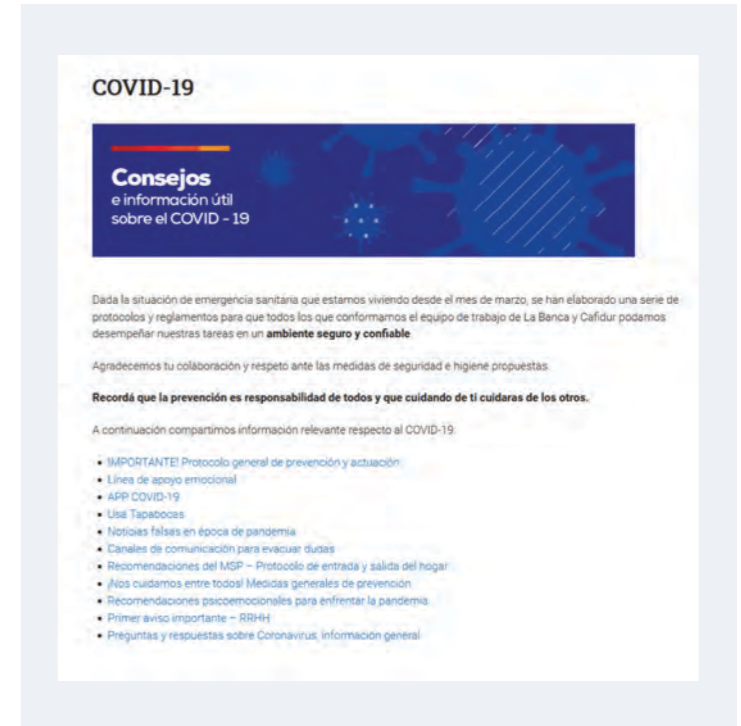 COVID-19
Consejos
e información útil
sobre el COVID - 19
Dada la situación de emergencia sanitaria que estamos viviendo desde el mes de marzo, se han elaborado una serie de
protocolos y reglamentos para que todos los que conformamos el equipo de trabajo de La Banca y Cafidur podamos
desempeñar nuestras tareas en un ambiente seguro y confiable
Agradecemos tu colaboración y respeto ante las medidas de seguridad e higiene propuestas.
Recordá que la prevención es responsabilidad de todos y que cuidando de ti cuidaras de los otros.
A continuación compartimos información relevante respecto al COVID-19:
• !MPORTANTE! Protocolo general de prevención y actuación
• Línea de apoyo emocional
• APP COVID-19
• Usá Tapabocas
• Noticias falsas en época de pandemia
• Canales de comunicación para evacuar dudas
• Recomendaciones del MSP – Protocolo de entrada y salida del hogar
• ¡Nos cuidamos entre todos! Medidas generales de prevención
• Recomendaciones psicoemocionales para enfrentar la pandemia
• Primer aviso importante – RRHH
• Preguntas y respuestas sobre Coronavirus, información general